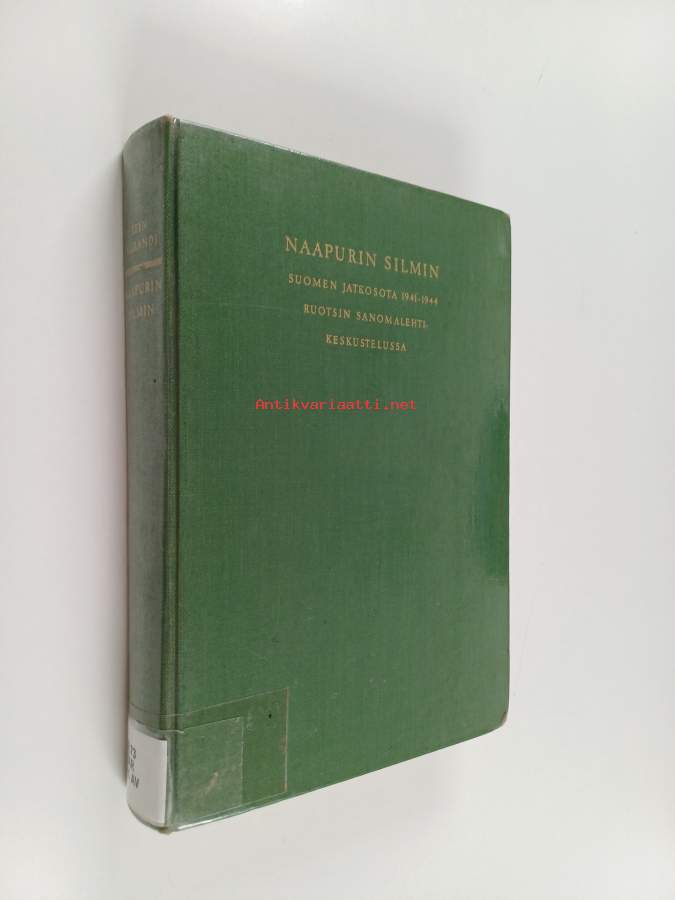 NAAPURIN SILMIN
SUOMEN JATKOSOTA 1941-1944
RUOTSIN SANOMALEHTI-
KESKUSTELUSSA
Antikvariaatti.net
NAAPURIN
SILMIN